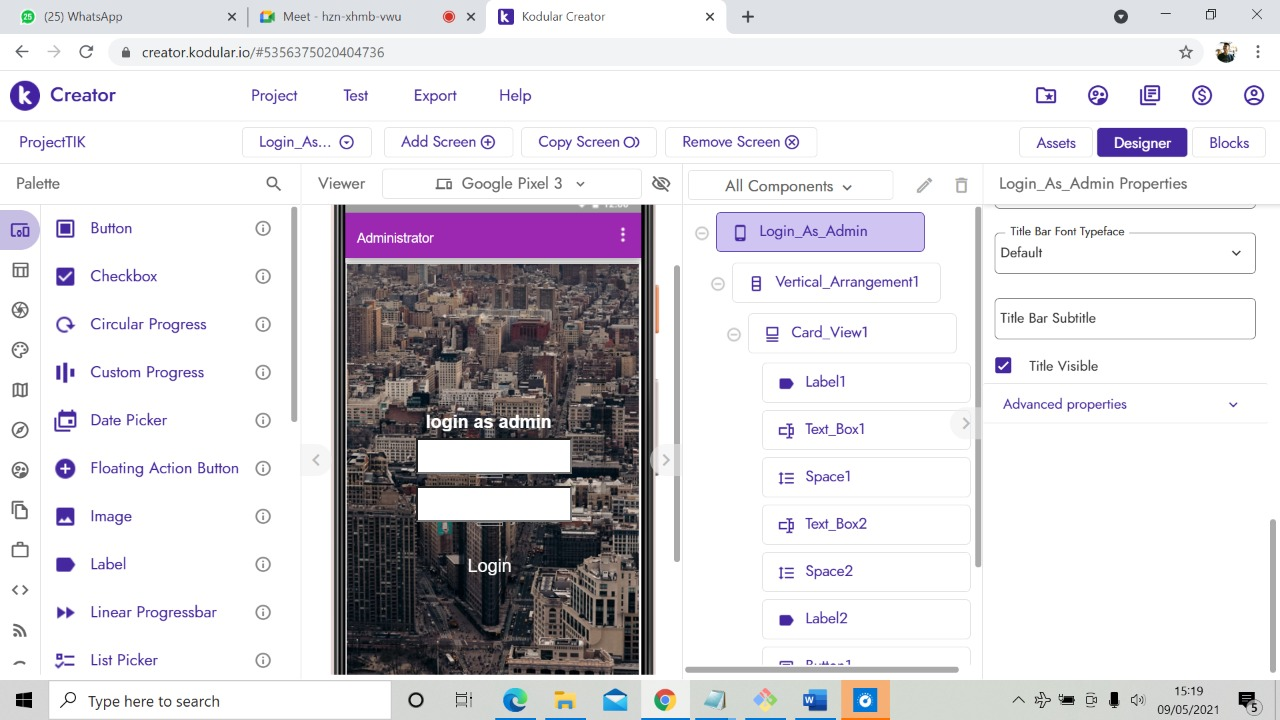 (25) WhatsApp
Meet - hzn-xhmb-vwu
Kodular Creator
creator.kodular.io/#5356375020404736
Creator
Project
Test
Export
Help
ProjectTIK
Login_As...
Add Screen
Copy Screen
Remove Screen
Assets
Designer
Blocks
Palette
Viewer
Google Pixel 3
All Components
Login_As_Admin Properties
Button
Checkbox
Circular Progress
Custom Progress
Date Picker
Floating Action Button
Image
Label
Linear Progressbar
List Picker
Administrator
login as admin
Login
Login_As_Admin
Vertical_Arrangement1
Card_View1
Label1
Text_Box1
Space1
Text_Box2
Space2
Label2
Button1
Title Bar Font Typeface
Default
Title Bar Subtitle
Title Visible
Advanced properties
Type here to search
15:19
09/05/2021
5